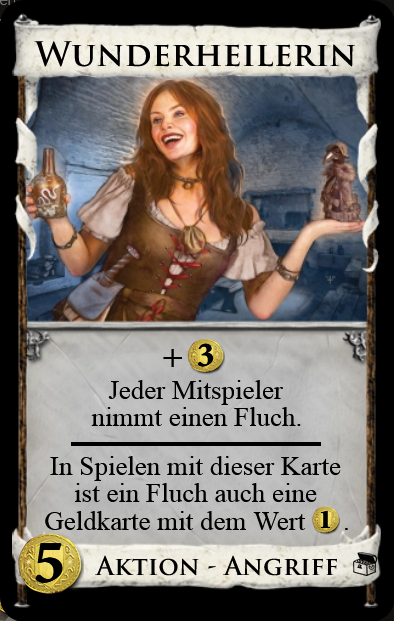 WUNDERHEILERIN
+ 3
Jeder Mitspieler
nimmt einen Fluch.
In Spielen mit dieser Karte
ist ein Fluch auch eine
Geldkarte mit dem Wert 1.
5 AKTION - ANGRIFF